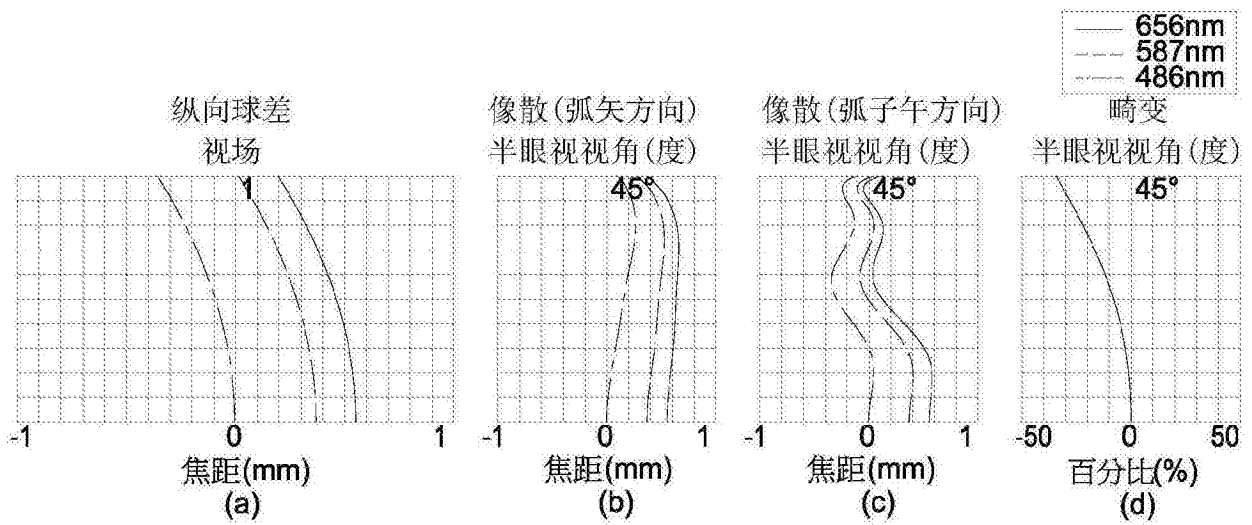 656nm
587nm
486nm
纵向球差
视场
1
-1 0 1
焦距(mm)
(a)
像散(弧矢方向)
半眼视视角(度)
45°
-1 0 1
焦距(mm)
(b)
像散(弧子午方向)
半眼视视角(度)
45°
-1 0 1
焦距(mm)
(c)
畸变
半眼视视角(度)
45°
-50 0 50
百分比(%)
(d)